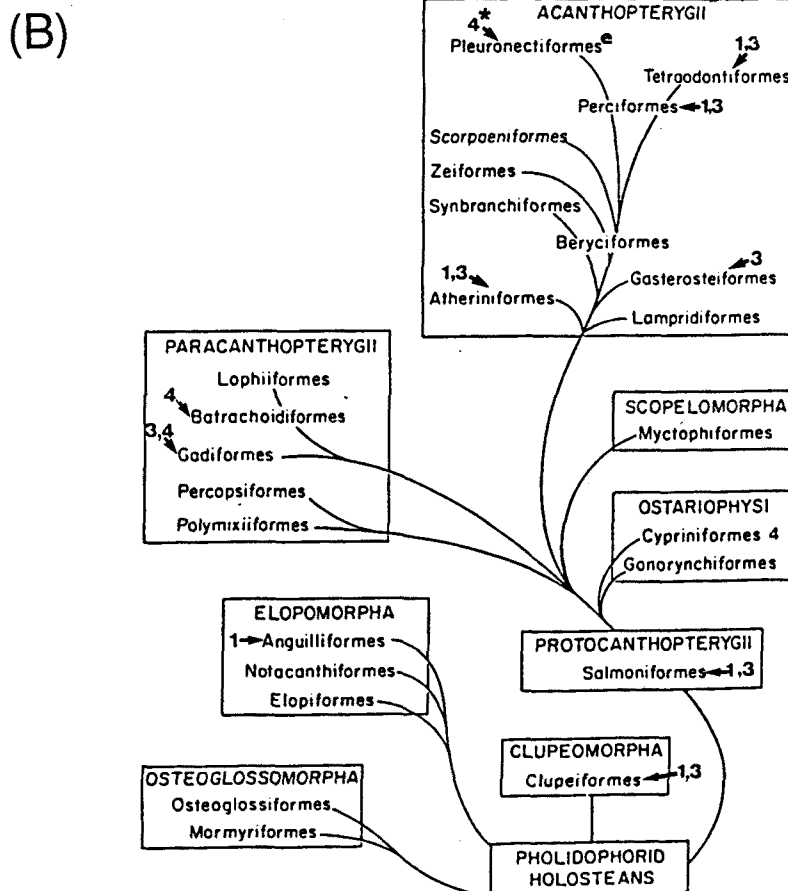 (B)
ACANTHOPTERYGII
4*
Pleuronectiformes e
1,3
Tetraodontiformes
Perciformes 1,3
Scorpaeniformes
Zeiformes
Synbranchiformes
Beryciformes
3
Gasterosteiformes
1,3
Atheriniformes
Lampridiformes
PARACANTHOPTERYGII
Lophiiformes
4
Batrachoidiformes
3,4
Gadiformes
Percopsiformes
Polymixiiformes
SCOPELOMORPHA
Myctophiformes
OSTARIOPHYSI
Cypriniformes 4
Gonorynchiformes
ELOPOMORPHA
1 Anguilliformes
Notacanthiformes
Elopiformes
PROTOCANTHOPTERYGII
Salmoniformes 1,3
CLUPEOMORPHA
Clupeiformes 1,3
OSTEOGLOSSOMORPHA
Osteoglossiformes
Mormyriformes
PHOLIDOPHORID
HOLOSTEANS